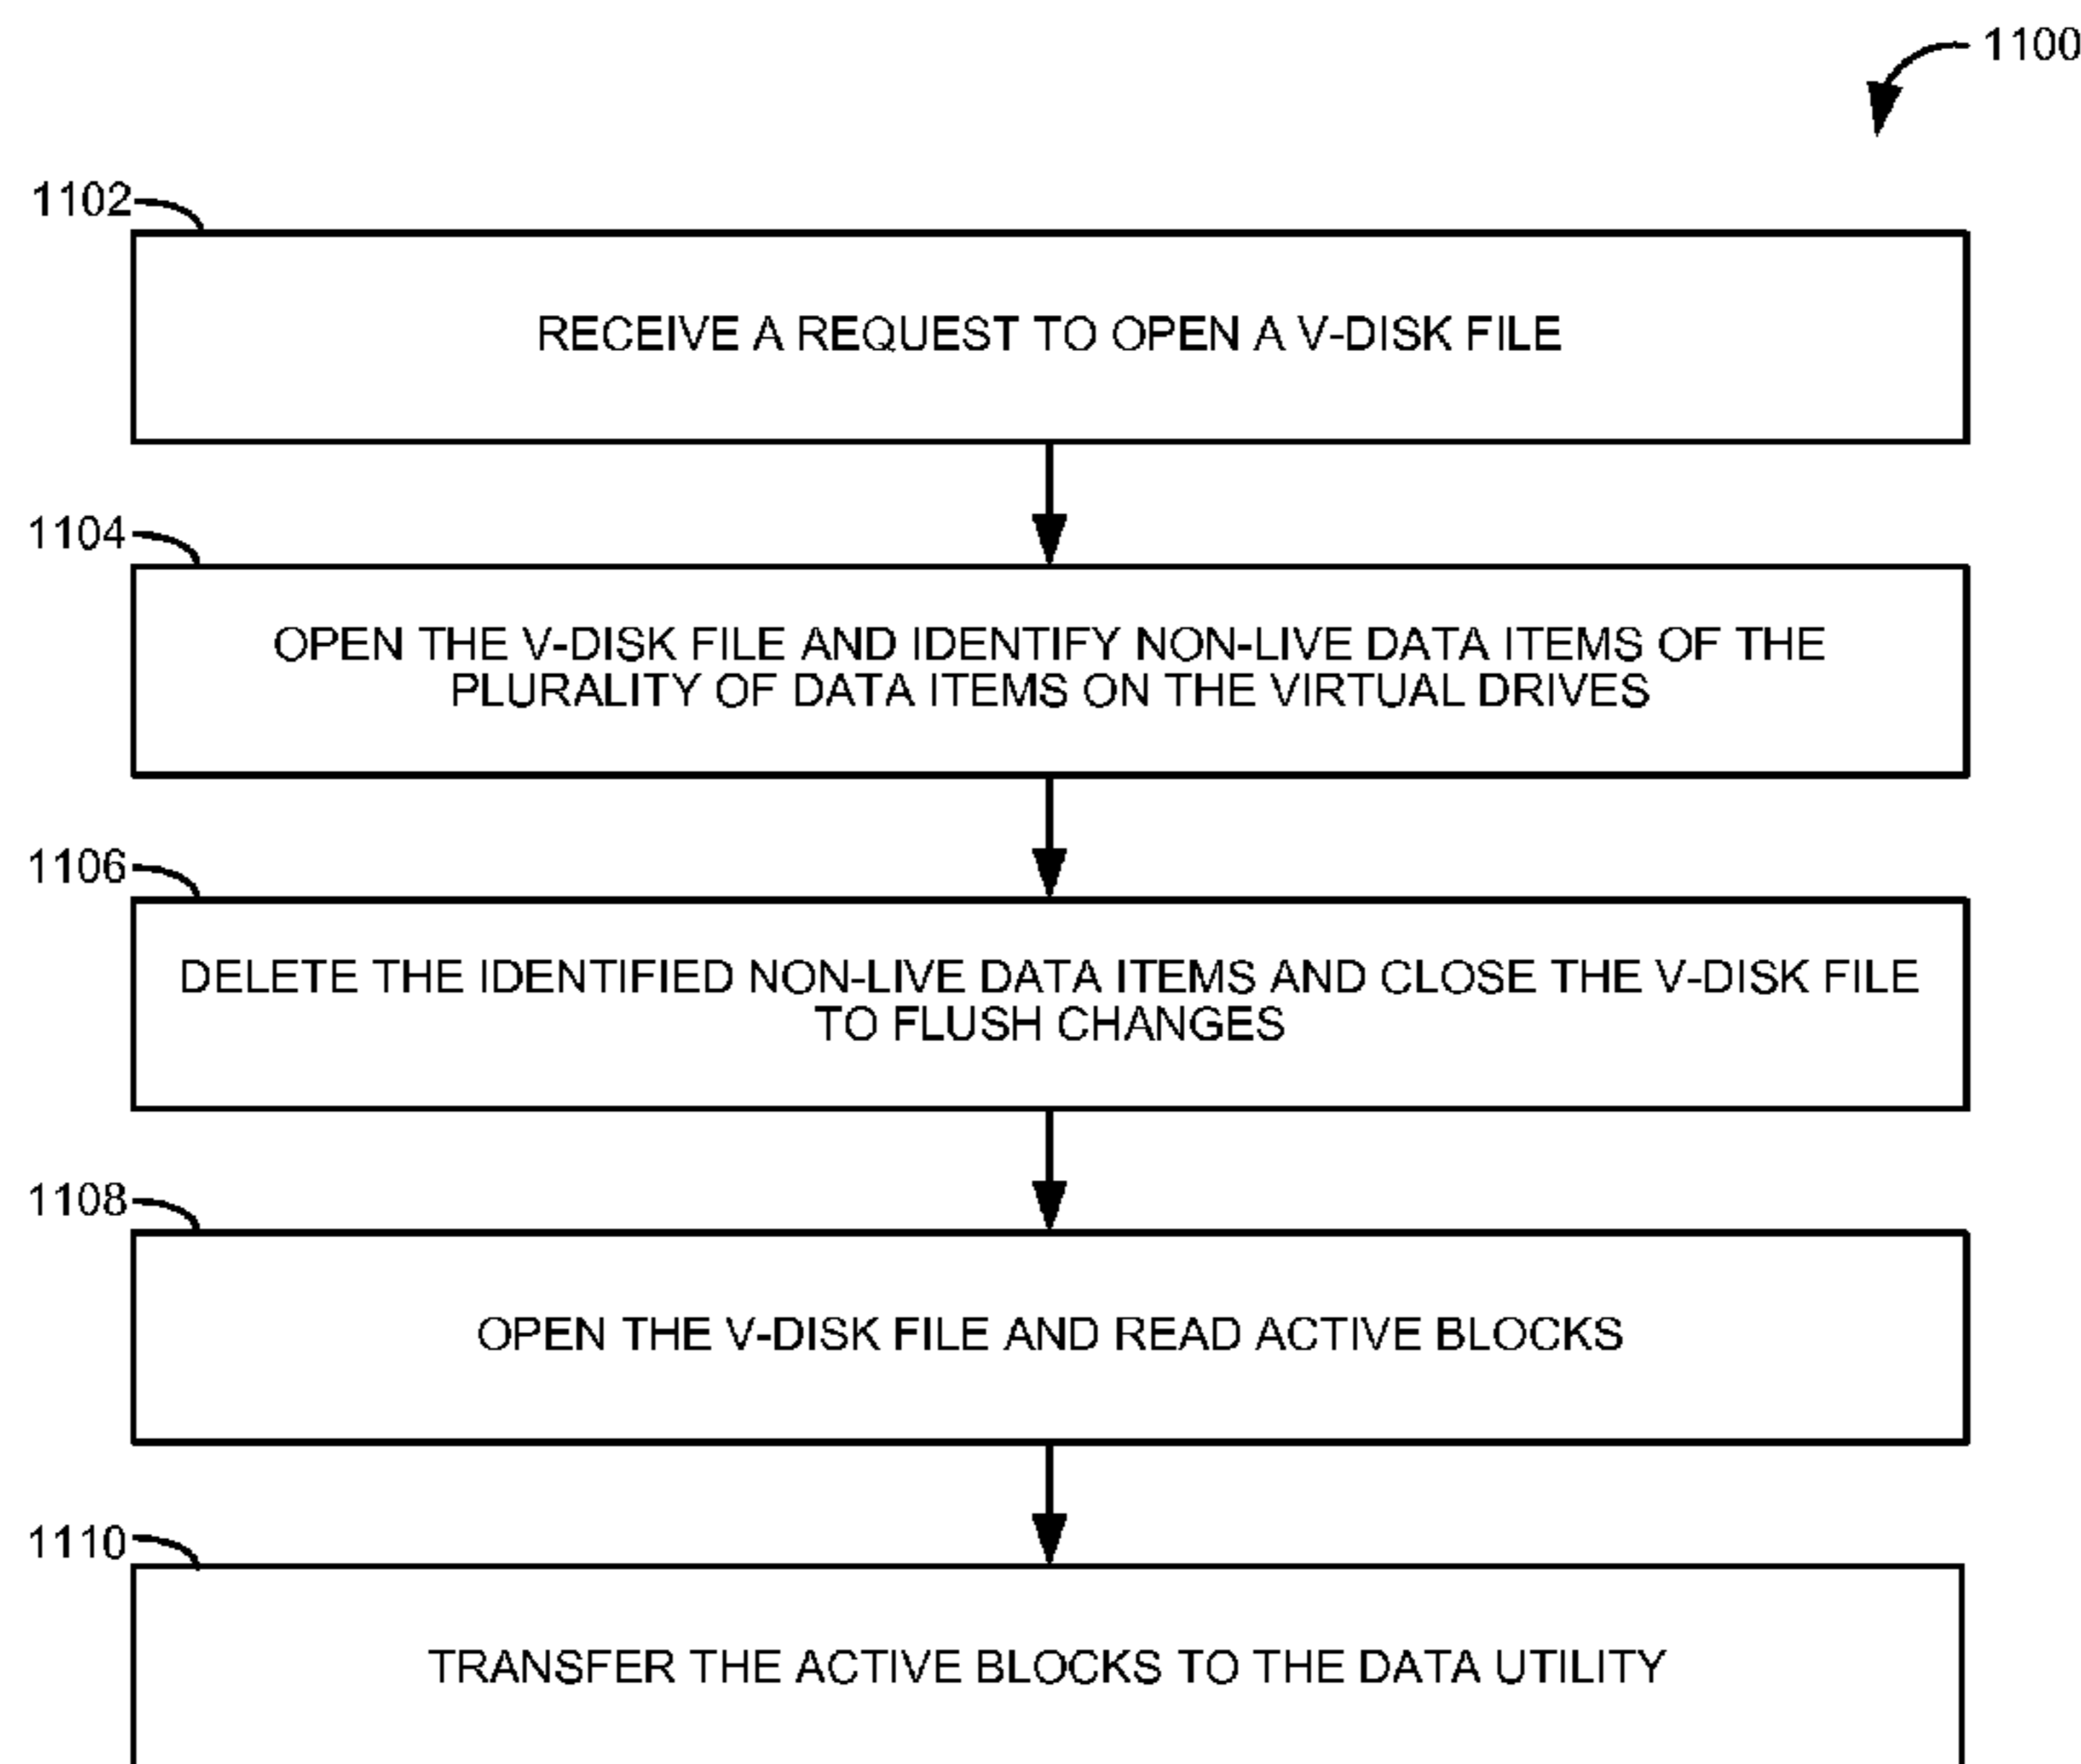 1100
1102
RECEIVE A REQUEST TO OPEN A V-DISK FILE
1104
OPEN THE V-DISK FILE AND IDENTIFY NON-LIVE DATA ITEMS OF THE
PLURALITY OF DATA ITEMS ON THE VIRTUAL DRIVES
1106
DELETE THE IDENTIFIED NON-LIVE DATA ITEMS AND CLOSE THE V-DISK FILE
TO FLUSH CHANGES
1108
OPEN THE V-DISK FILE AND READ ACTIVE BLOCKS
1110
TRANSFER THE ACTIVE BLOCKS TO THE DATA UTILITY